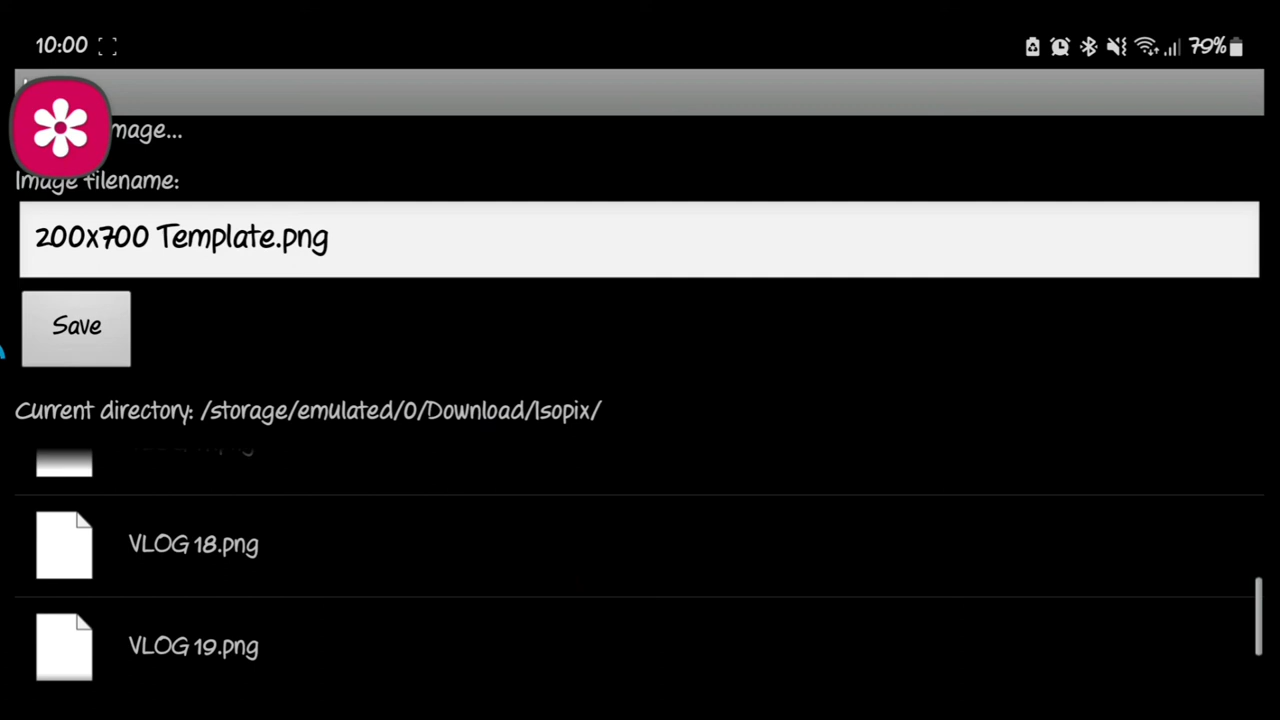 10:00
79%
mage...
Image filename:
200x700 Template.png
Save
Current directory: /storage/emulated/0/Download/Isopix/
VLOG 18.png
VLOG 19.png